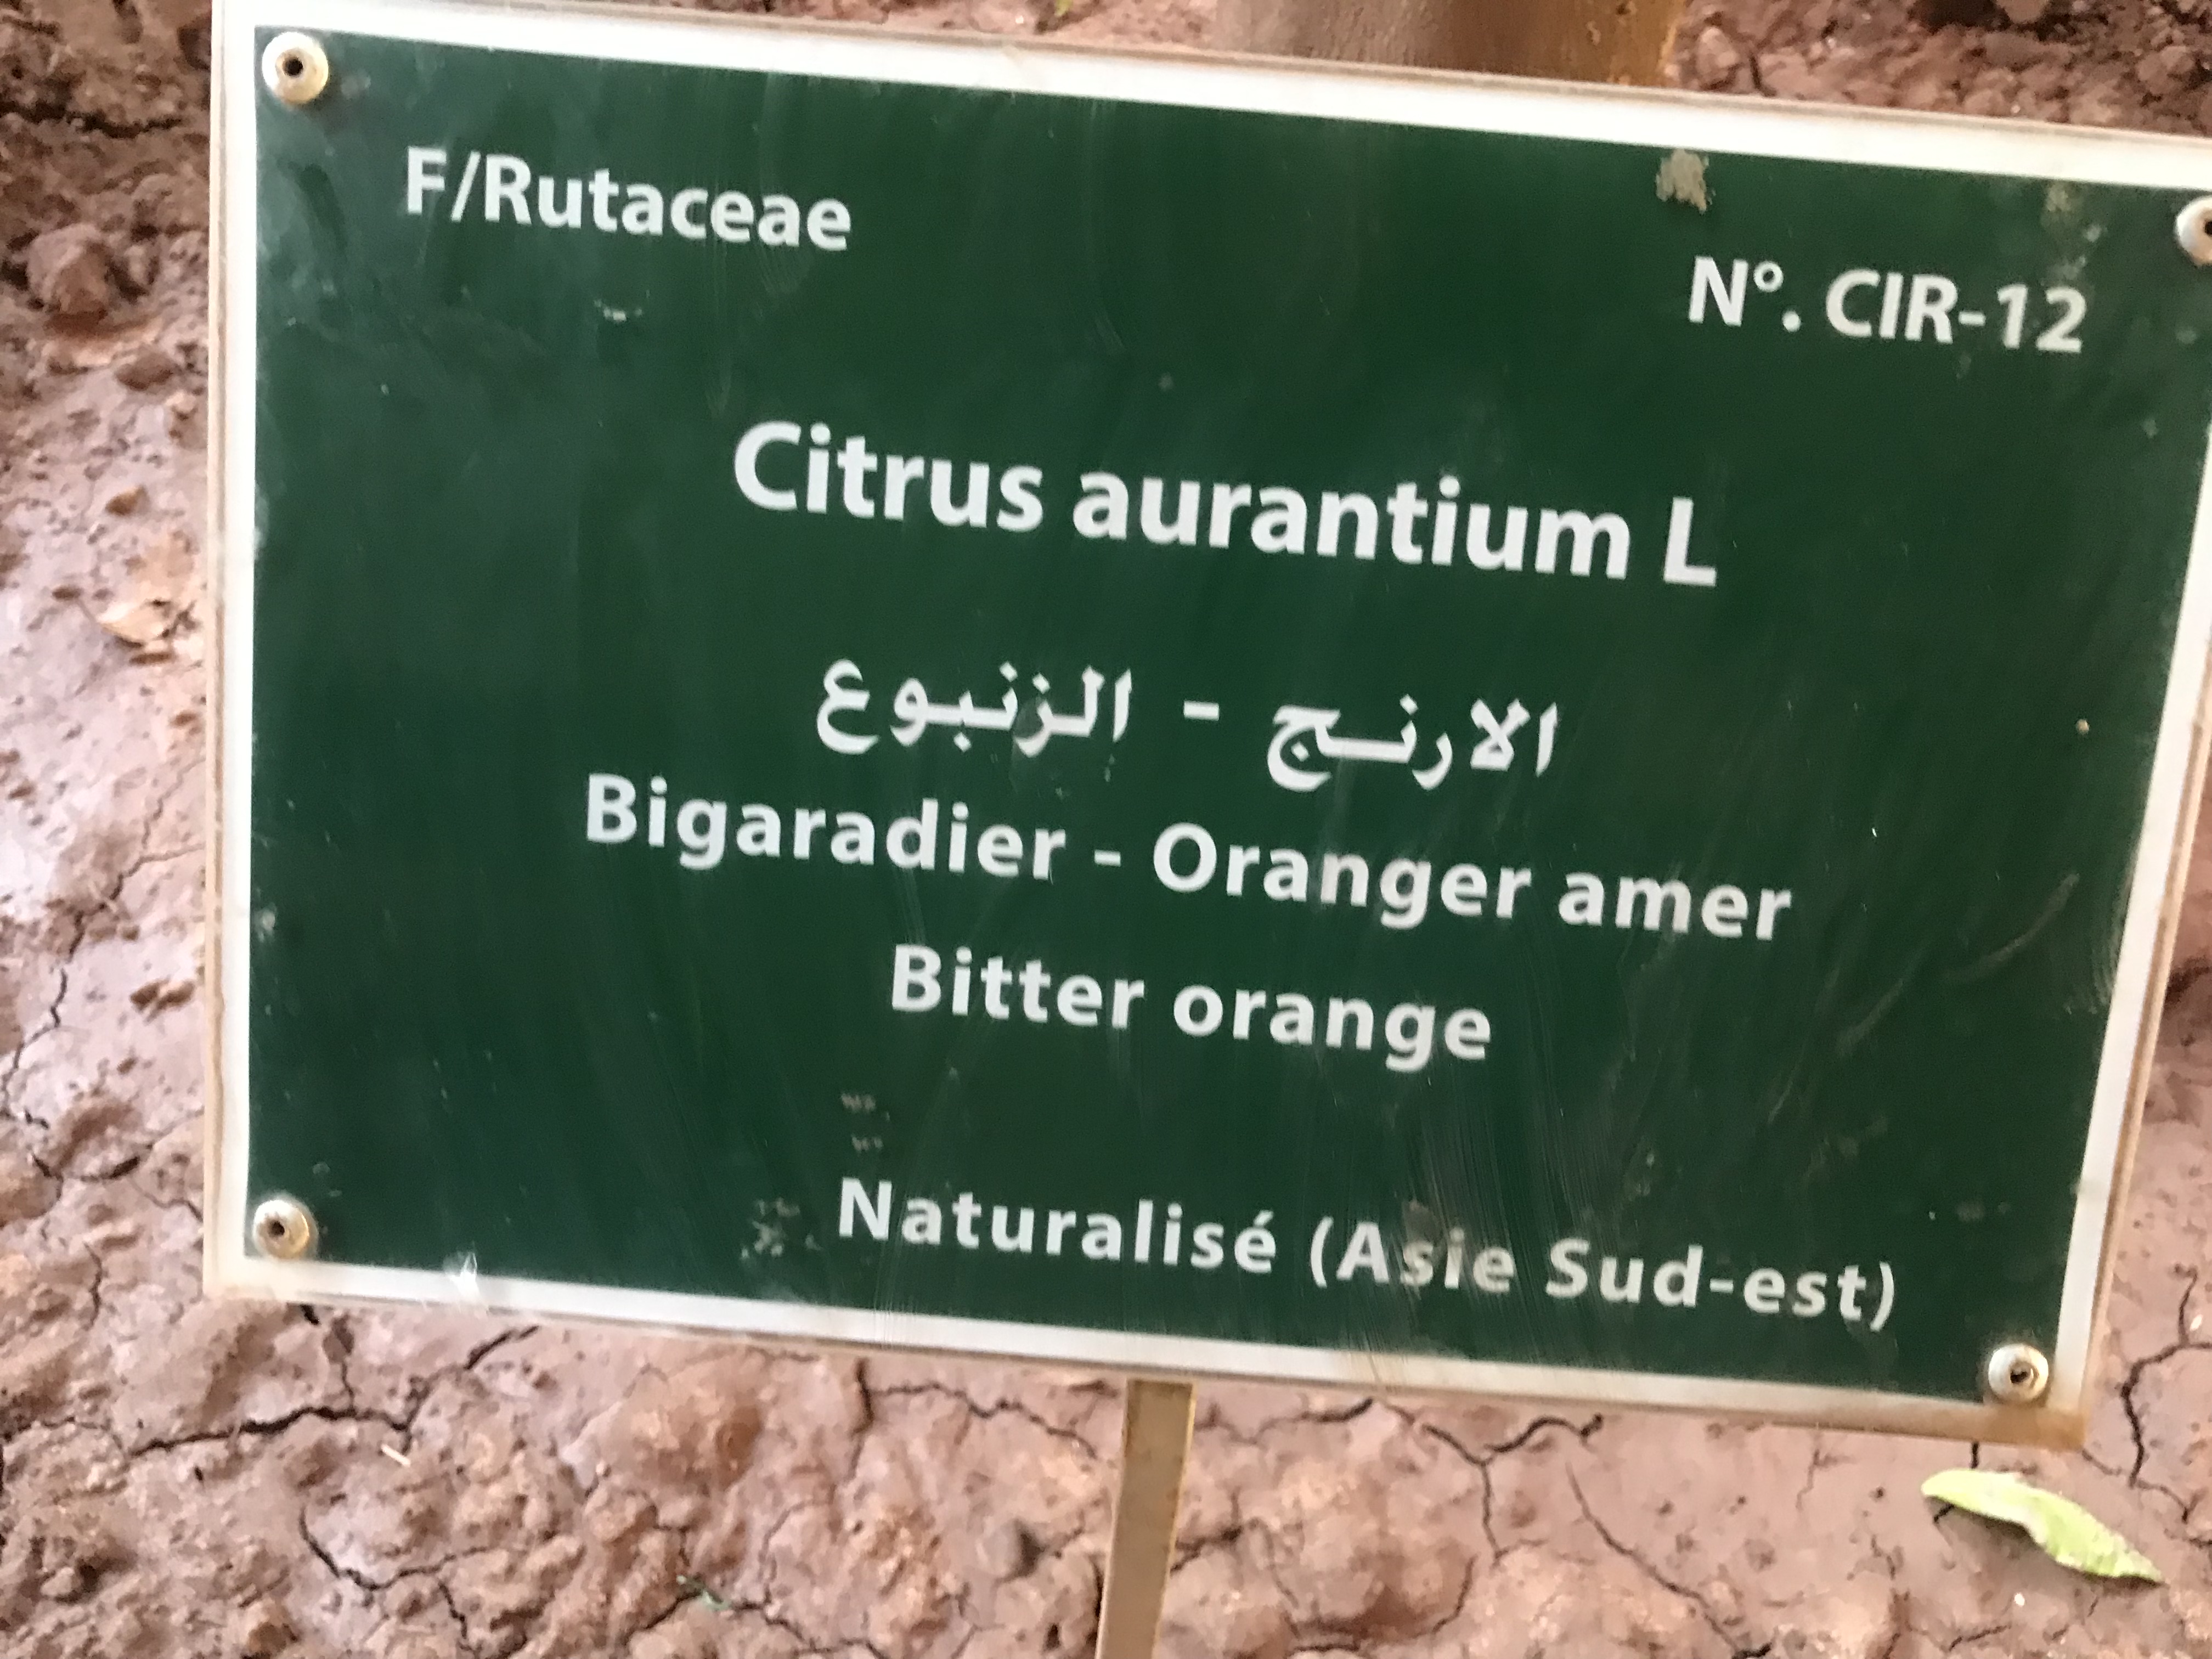 F/Rutaceae
N°. CIR-12
Citrus aurantium L
الارنج - الزنبوع
Bigaradier - Oranger amer
Bitter orange
Naturalisé (Asie Sud-est)